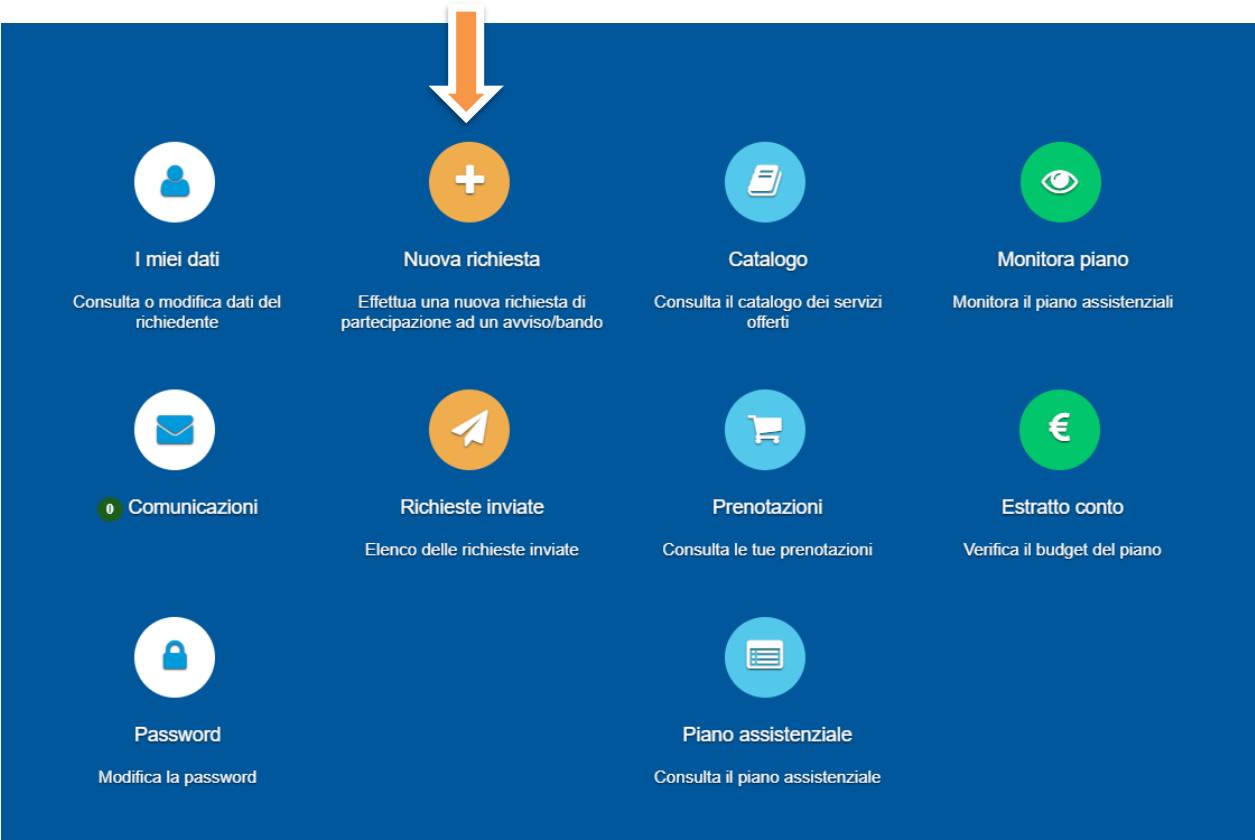 I miei dati
Consulta o modifica dati del
richiedente
Nuova richiesta
Effettua una nuova richiesta di
partecipazione ad un avviso/bando
Catalogo
Consulta il catalogo dei servizi
offerti
Monitora piano
Monitora il piano assistenziali
0 Comunicazioni
Richieste inviate
Elenco delle richieste inviate
Prenotazioni
Consulta le tue prenotazioni
€
Estratto conto
Verifica il budget del piano
Password
Modifica la password
Piano assistenziale
Consulta il piano assistenziale